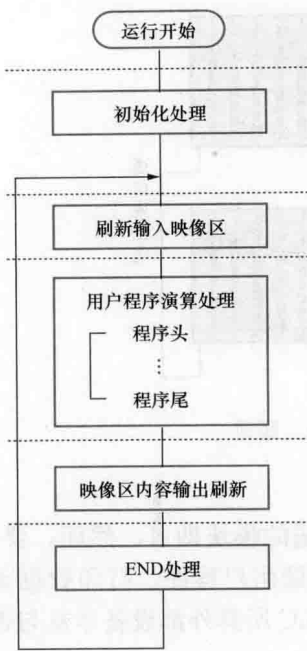 运行开始
初始化处理
刷新输入映像区
用户程序演算处理
程序头
⋮
程序尾
映像区内容输出刷新
END处理